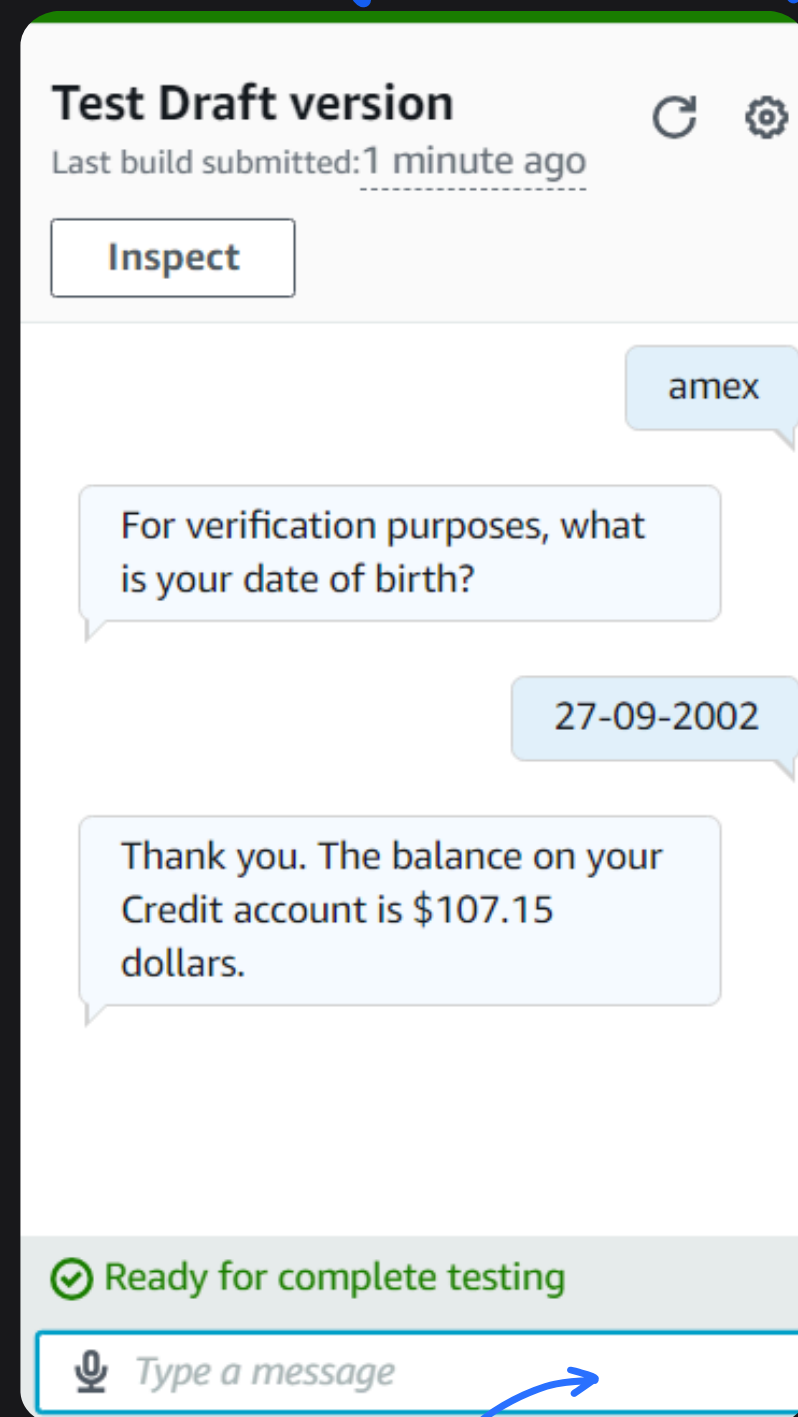 Test Draft version
Last build submitted: 1 minute ago
Inspect
amex
For verification purposes, what
is your date of birth?
27-09-2002
Thank you. The balance on your
Credit account is $107.15
dollars.
Ready for complete testing
Type a message